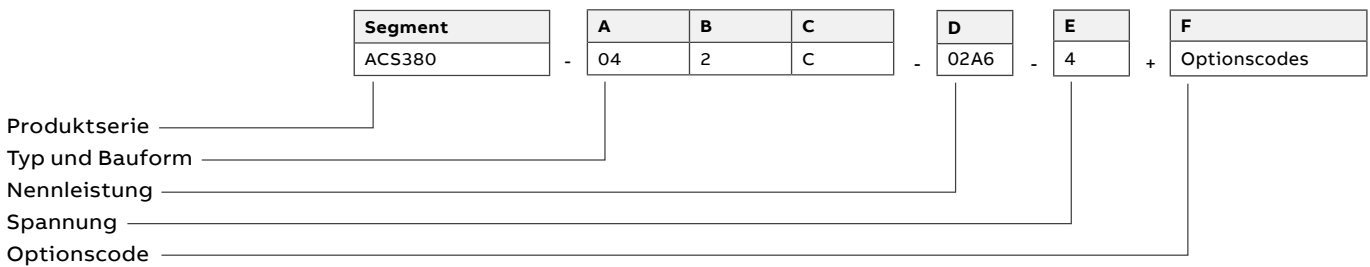 Segment A B C D E F
ACS380 - 04 2 C - 02A6 - 4 + Optionscodes
Produktserie
Typ und Bauform
Nennleistung
Spannung
Optionscode